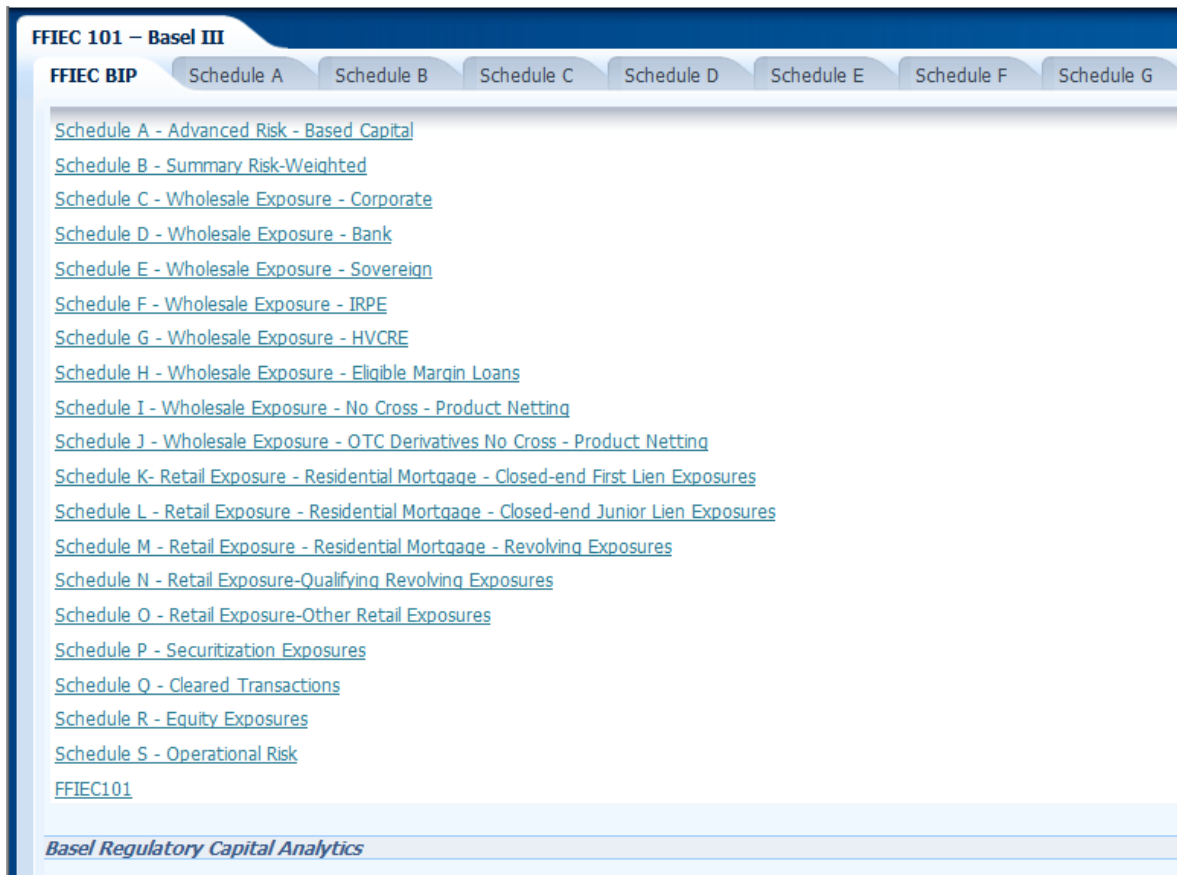 FFIEC 101 – Basel III
FFIEC BIP Schedule A Schedule B Schedule C Schedule D Schedule E Schedule F Schedule G
Schedule A - Advanced Risk - Based Capital
Schedule B - Summary Risk-Weighted
Schedule C - Wholesale Exposure - Corporate
Schedule D - Wholesale Exposure - Bank
Schedule E - Wholesale Exposure - Sovereign
Schedule F - Wholesale Exposure - IRPE
Schedule G - Wholesale Exposure - HVCRE
Schedule H - Wholesale Exposure - Eligible Margin Loans
Schedule I - Wholesale Exposure - No Cross - Product Netting
Schedule J - Wholesale Exposure - OTC Derivatives No Cross - Product Netting
Schedule K- Retail Exposure - Residential Mortgage - Closed-end First Lien Exposures
Schedule L - Retail Exposure - Residential Mortgage - Closed-end Junior Lien Exposures
Schedule M - Retail Exposure - Residential Mortgage - Revolving Exposures
Schedule N - Retail Exposure-Qualifying Revolving Exposures
Schedule O - Retail Exposure-Other Retail Exposures
Schedule P - Securitization Exposures
Schedule Q - Cleared Transactions
Schedule R - Equity Exposures
Schedule S - Operational Risk
FFIEC101
Basel Regulatory Capital Analytics